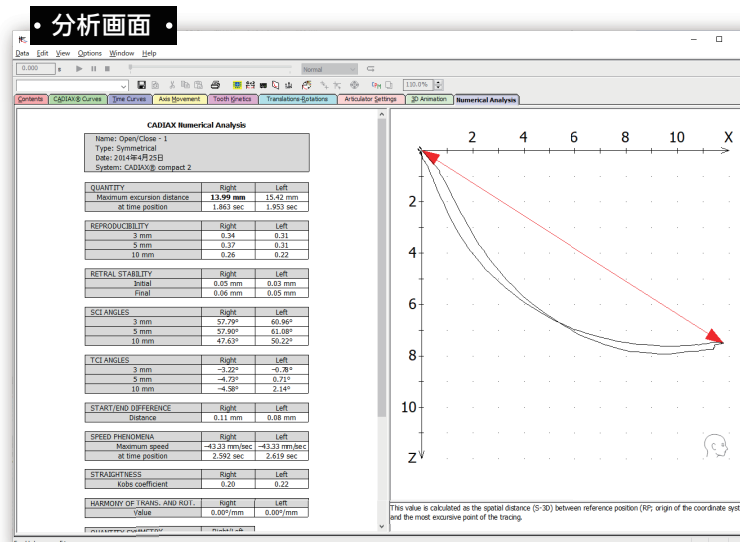 • 分析画面 •
Data Edit View Options Window Help
0.000 s Normal
110.0%
Contents CADIAX® Curves Time Curves Axis Movement Tooth Kinetics Translations-Rotations Articulator Settings 3D Animation Numerical Analysis
CADIAX Numerical Analysis
Name: Open/Close - 1
Type: Symmetrical
Date: 2014年4月25日
System: CADIAX® compact 2
QUANTITY Right Left
Maximum excursion distance 13.99 mm 15.42 mm
at time position 1.863 sec 1.953 sec
REPRODUCIBILITY Right Left
3 mm 0.34 0.31
5 mm 0.37 0.31
10 mm 0.26 0.22
RETRAL STABILITY Right Left
Initial 0.05 mm 0.03 mm
Final 0.06 mm 0.05 mm
SCI ANGLES Right Left
3 mm 57.79° 60.96°
5 mm 57.90° 61.08°
10 mm 47.63° 50.22°
TCI ANGLES Right Left
3 mm −3.22° −0.78°
5 mm −4.73° 0.71°
10 mm −4.58° 2.14°
START/END DIFFERENCE Right Left
Distance 0.11 mm 0.08 mm
SPEED PHENOMENA Right Left
Maximum speed −43.33 mm/sec −43.33 mm/sec
at time position 2.592 sec 2.619 sec
STRAIGHTNESS Right Left
Kobs coefficient 0.20 0.22
HARMONY OF TRANS. AND ROT. Right Left
Value 0.00°/mm 0.00°/mm
QUANTITY SYMMETRY Right/Left
2 4 6 8 10 X
2
4
6
8
10
Z
This value is calculated as the spatial distance (S-3D) between reference position (RP; origin of the coordinate syst
and the most excursive point of the tracing.